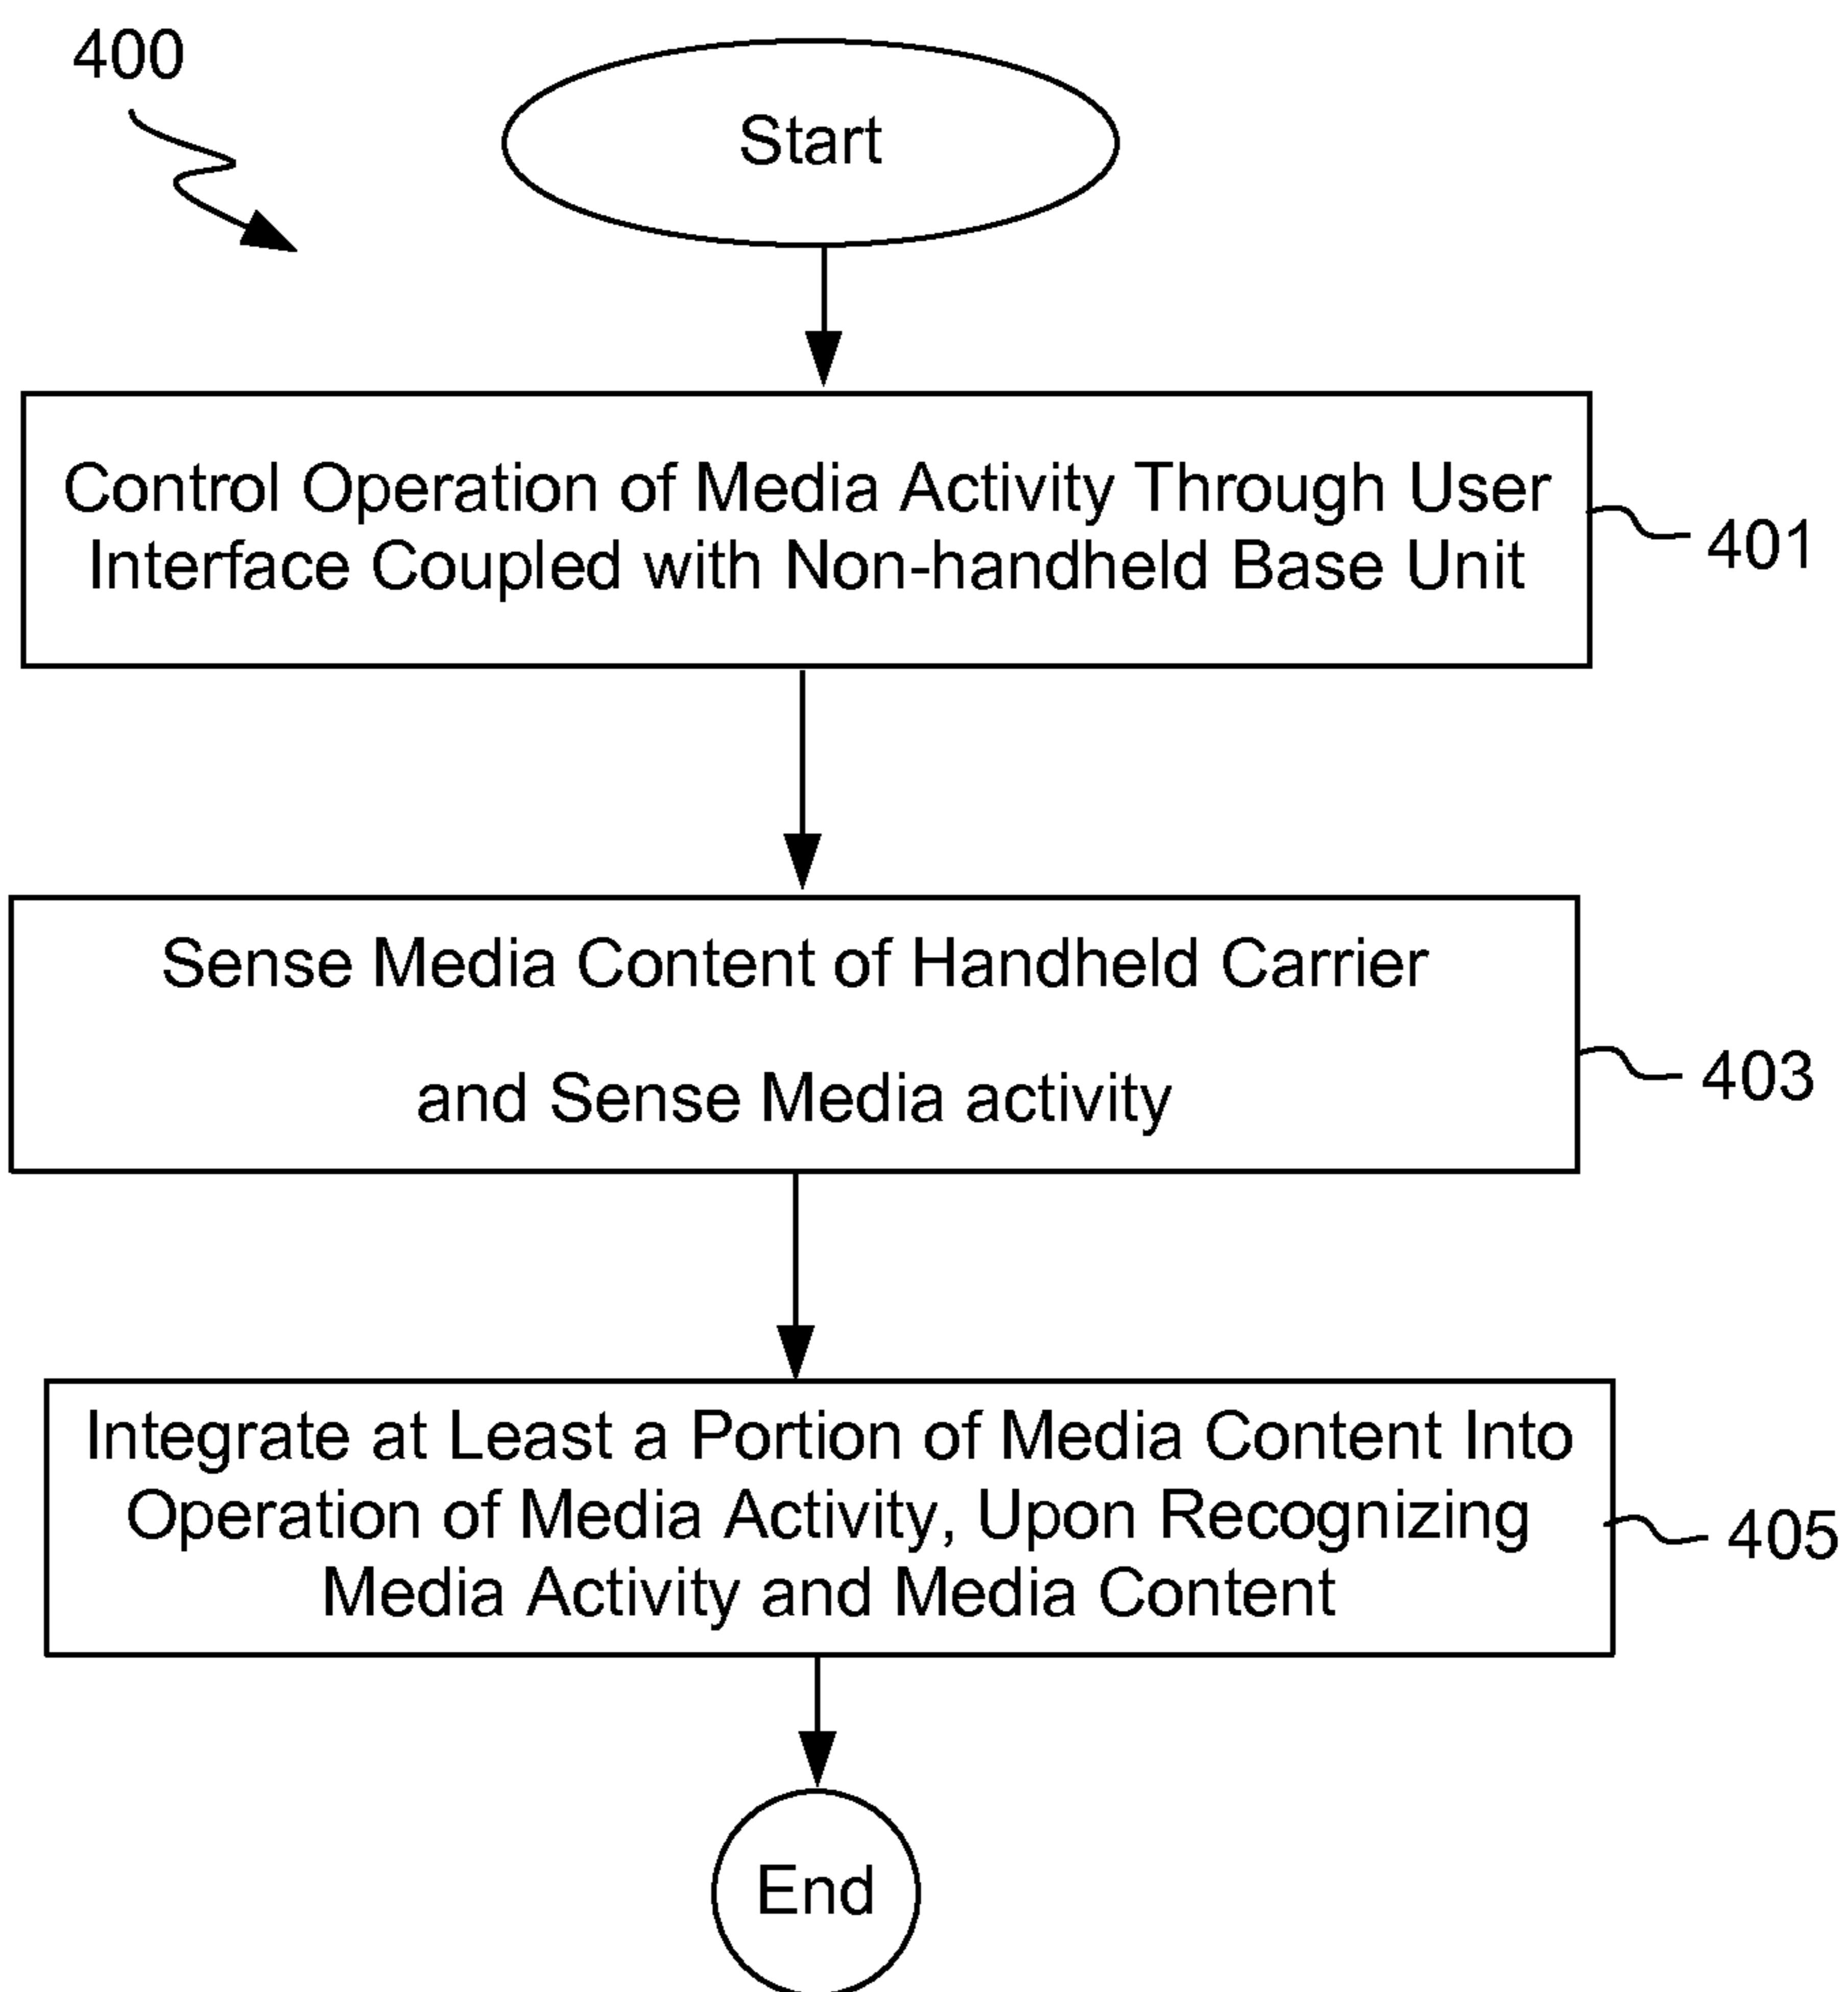 400
Start
Control Operation of Media Activity Through User
Interface Coupled with Non-handheld Base Unit
401
Sense Media Content of Handheld Carrier
and Sense Media activity
403
Integrate at Least a Portion of Media Content Into
Operation of Media Activity, Upon Recognizing
Media Activity and Media Content
405
End